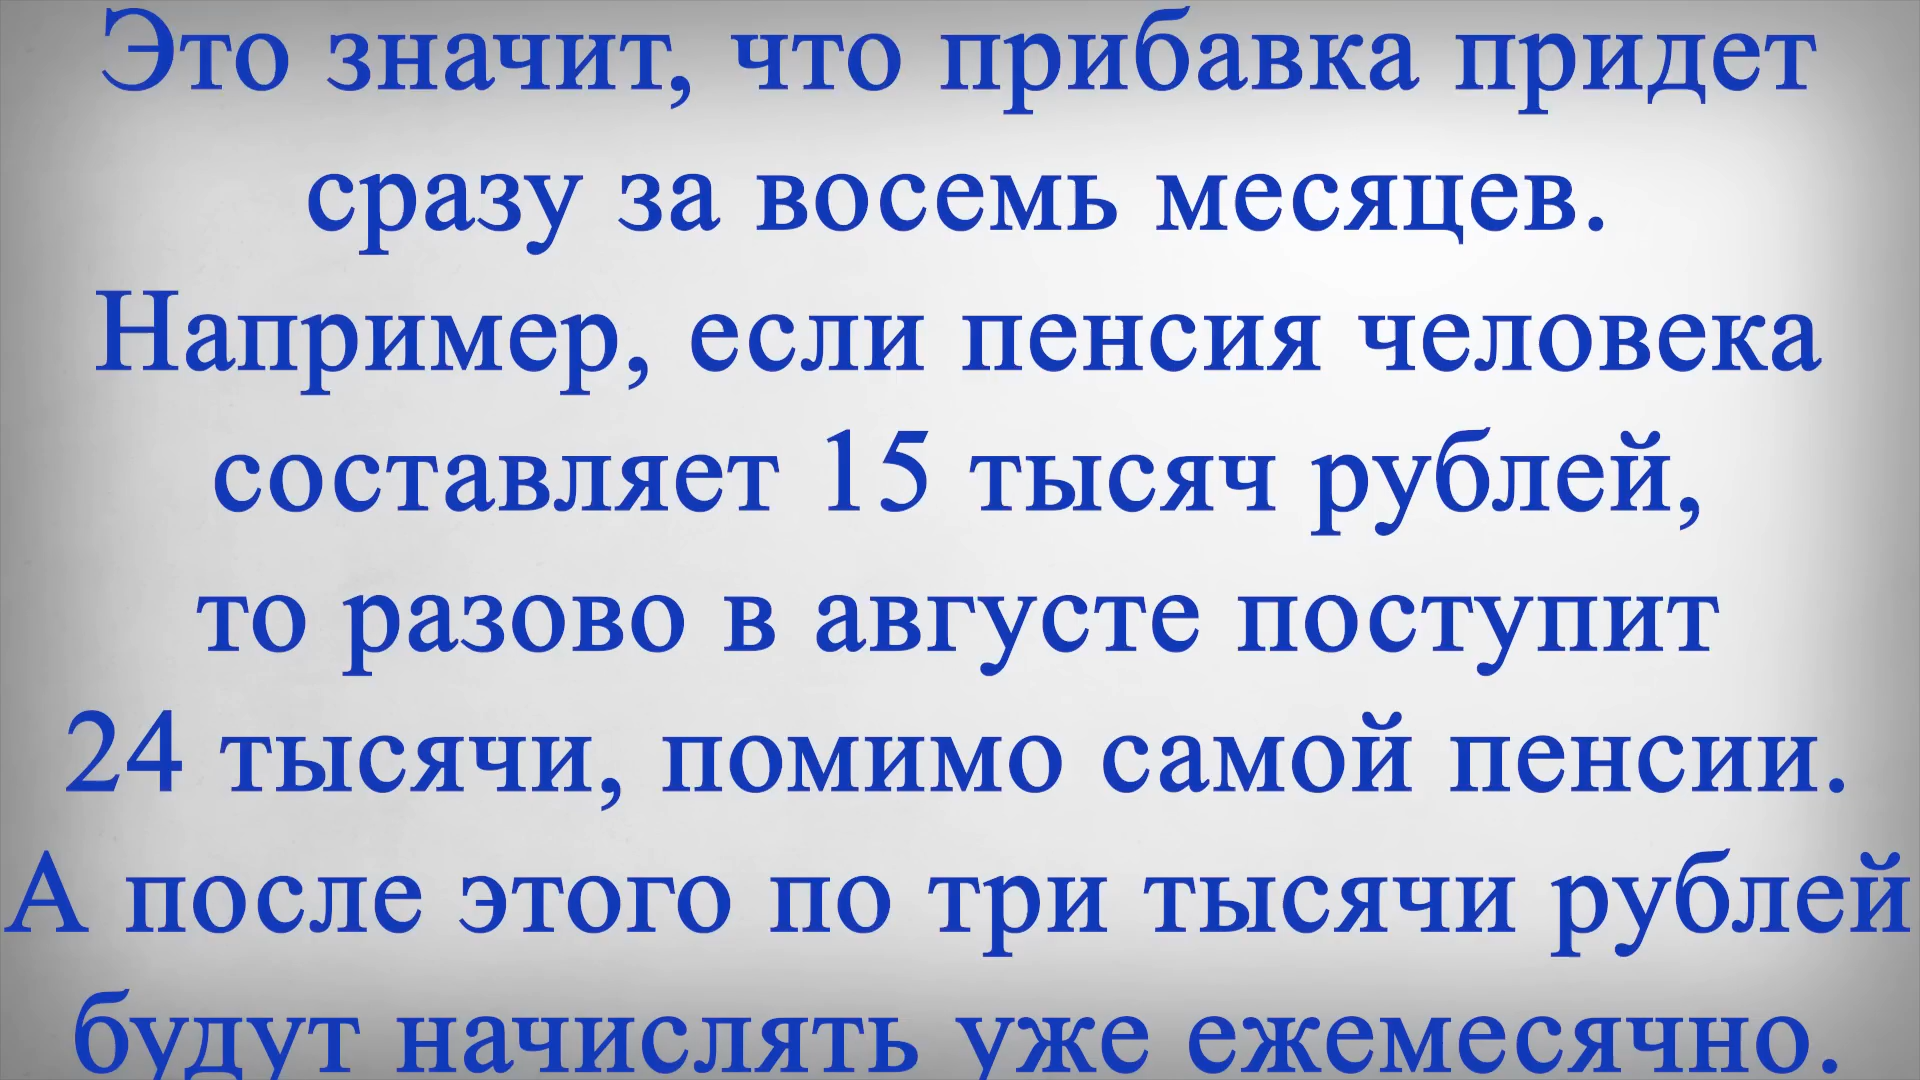 Это значит, что прибавка придет
сразу за восемь месяцев.
Например, если пенсия человека
составляет 15 тысяч рублей,
то разово в августе поступит
24 тысячи, помимо самой пенсии.
А после этого по три тысячи рублей
будут начислять уже ежемесячно.